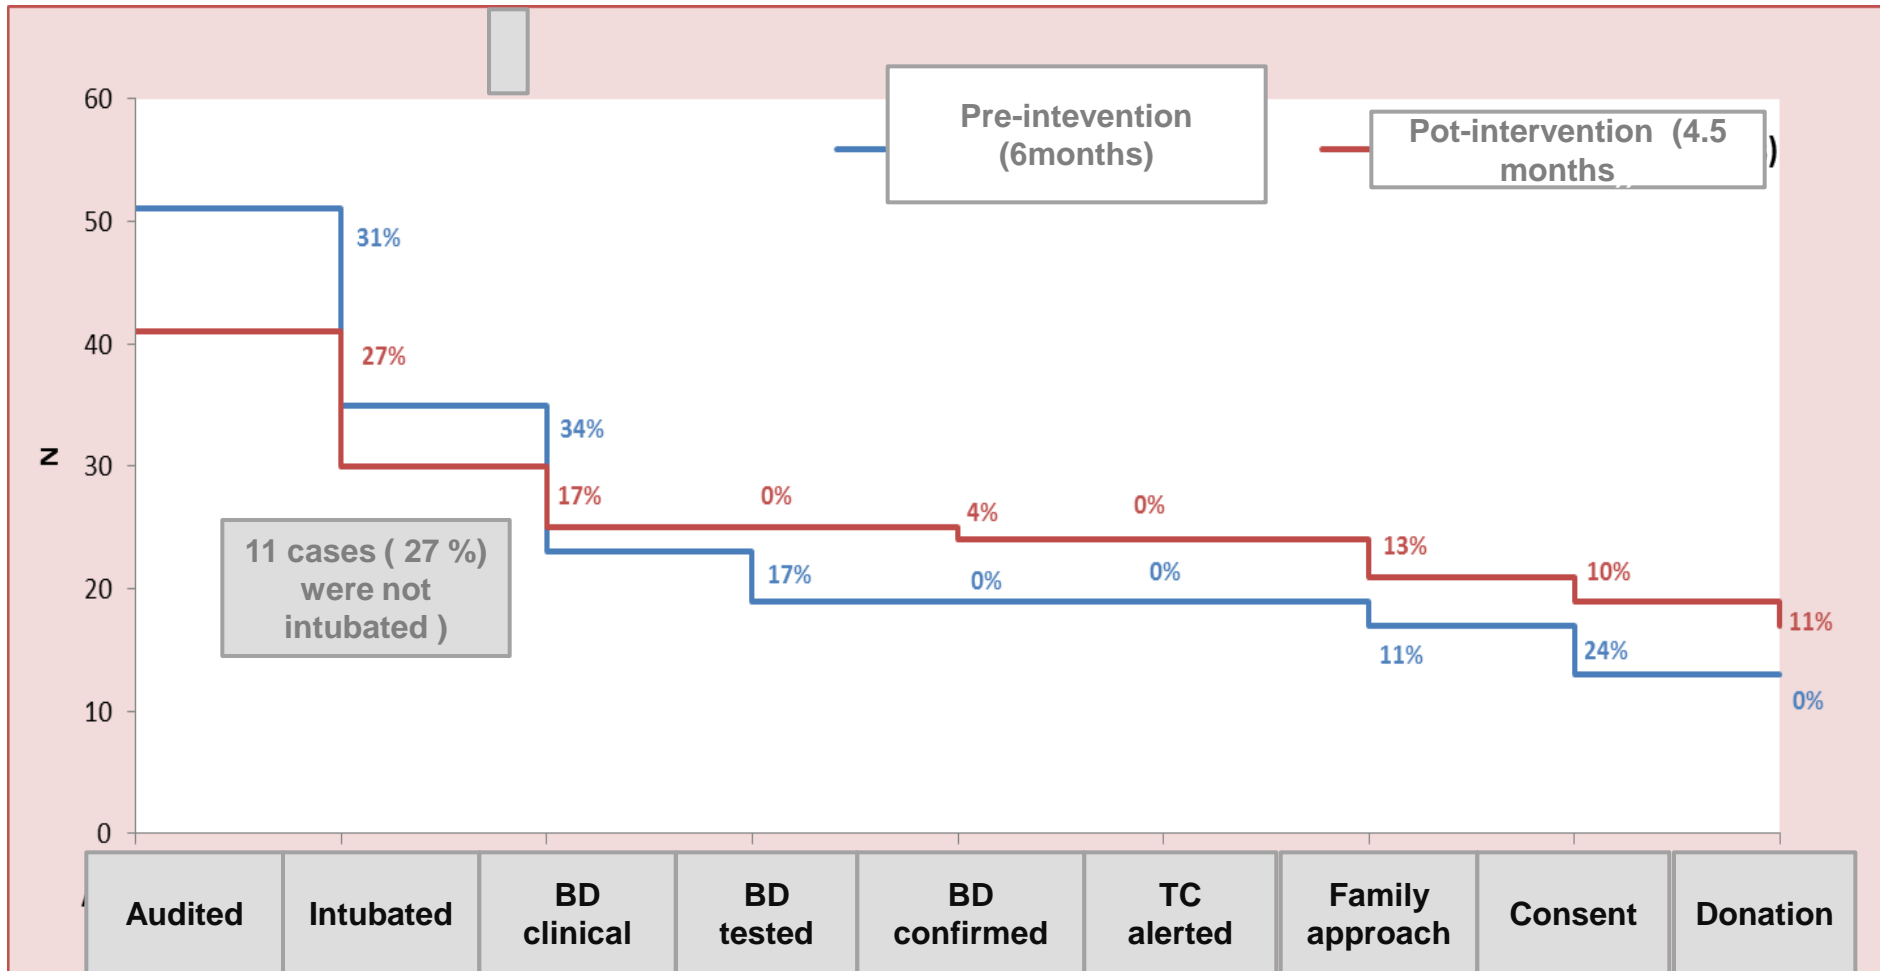 Pre-intevention
(6months)
Pot-intervention (4.5
months
)
60
50
40
30
20
10
0
N
31%
27%
34%
17%
0%
4%
0%
17%
0%
0%
13%
11%
10%
24%
11%
0%
11 cases ( 27 %)
were not
intubated )
Audited
Intubated
BD
clinical
BD
tested
BD
confirmed
TC
alerted
Family
approach
Consent
Donation